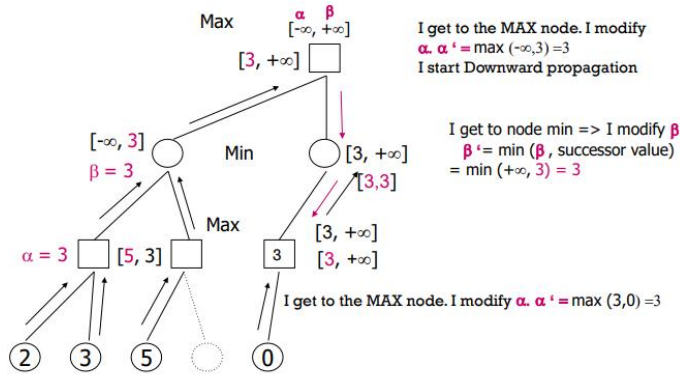 α β
Max [-∞, +∞]
[3, +∞]
I get to the MAX node. I modify
α. α ‘ = max (-∞,3) =3
I start Downward propagation
[-∞, 3]
β = 3
Min
[3, +∞]
[3,3]
I get to node min => I modify β
β ‘= min (β , successor value)
= min (+∞, 3) = 3
Max
α = 3
[5, 3]
3
[3, +∞]
[3, +∞]
I get to the MAX node. I modify α. α ‘ = max (3,0) =3
2 3 5 0